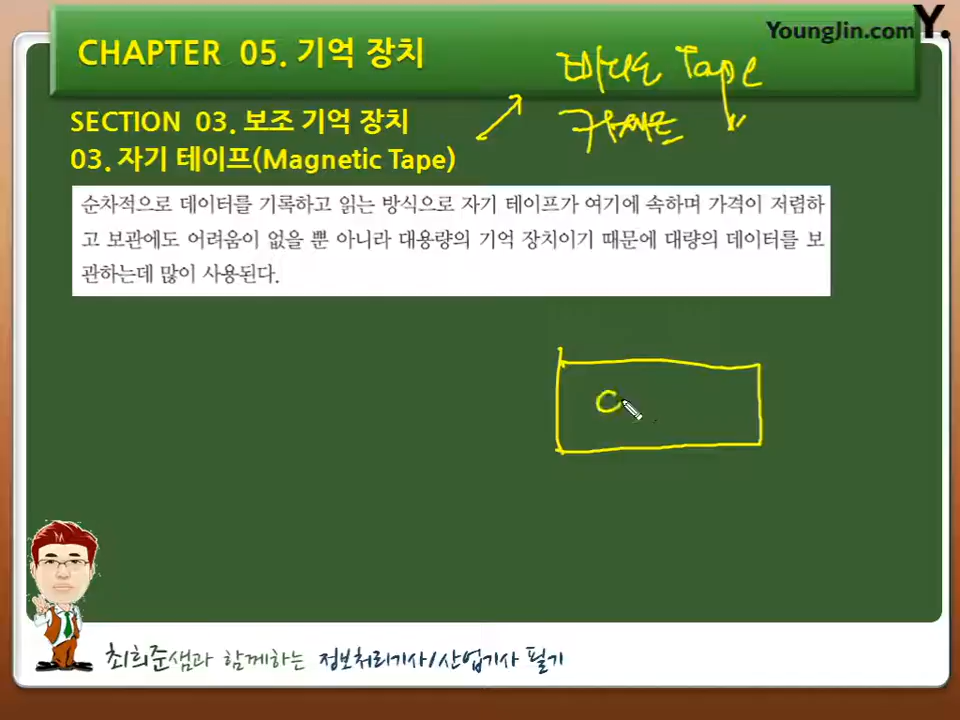 YoungJin.com Y.
CHAPTER 05. 기억 장치
비디오 Tape
카세트
SECTION 03. 보조 기억 장치
03. 자기 테이프(Magnetic Tape)
순차적으로 데이터를 기록하고 읽는 방식으로 자기 테이프가 여기에 속하며 가격이 저렴하
고 보관에도 어려움이 없을 뿐 아니라 대용량의 기억 장치이기 때문에 대량의 데이터를 보
관하는데 많이 사용된다.
최희준샘과 함께하는 정보처리기사/산업기사 필기